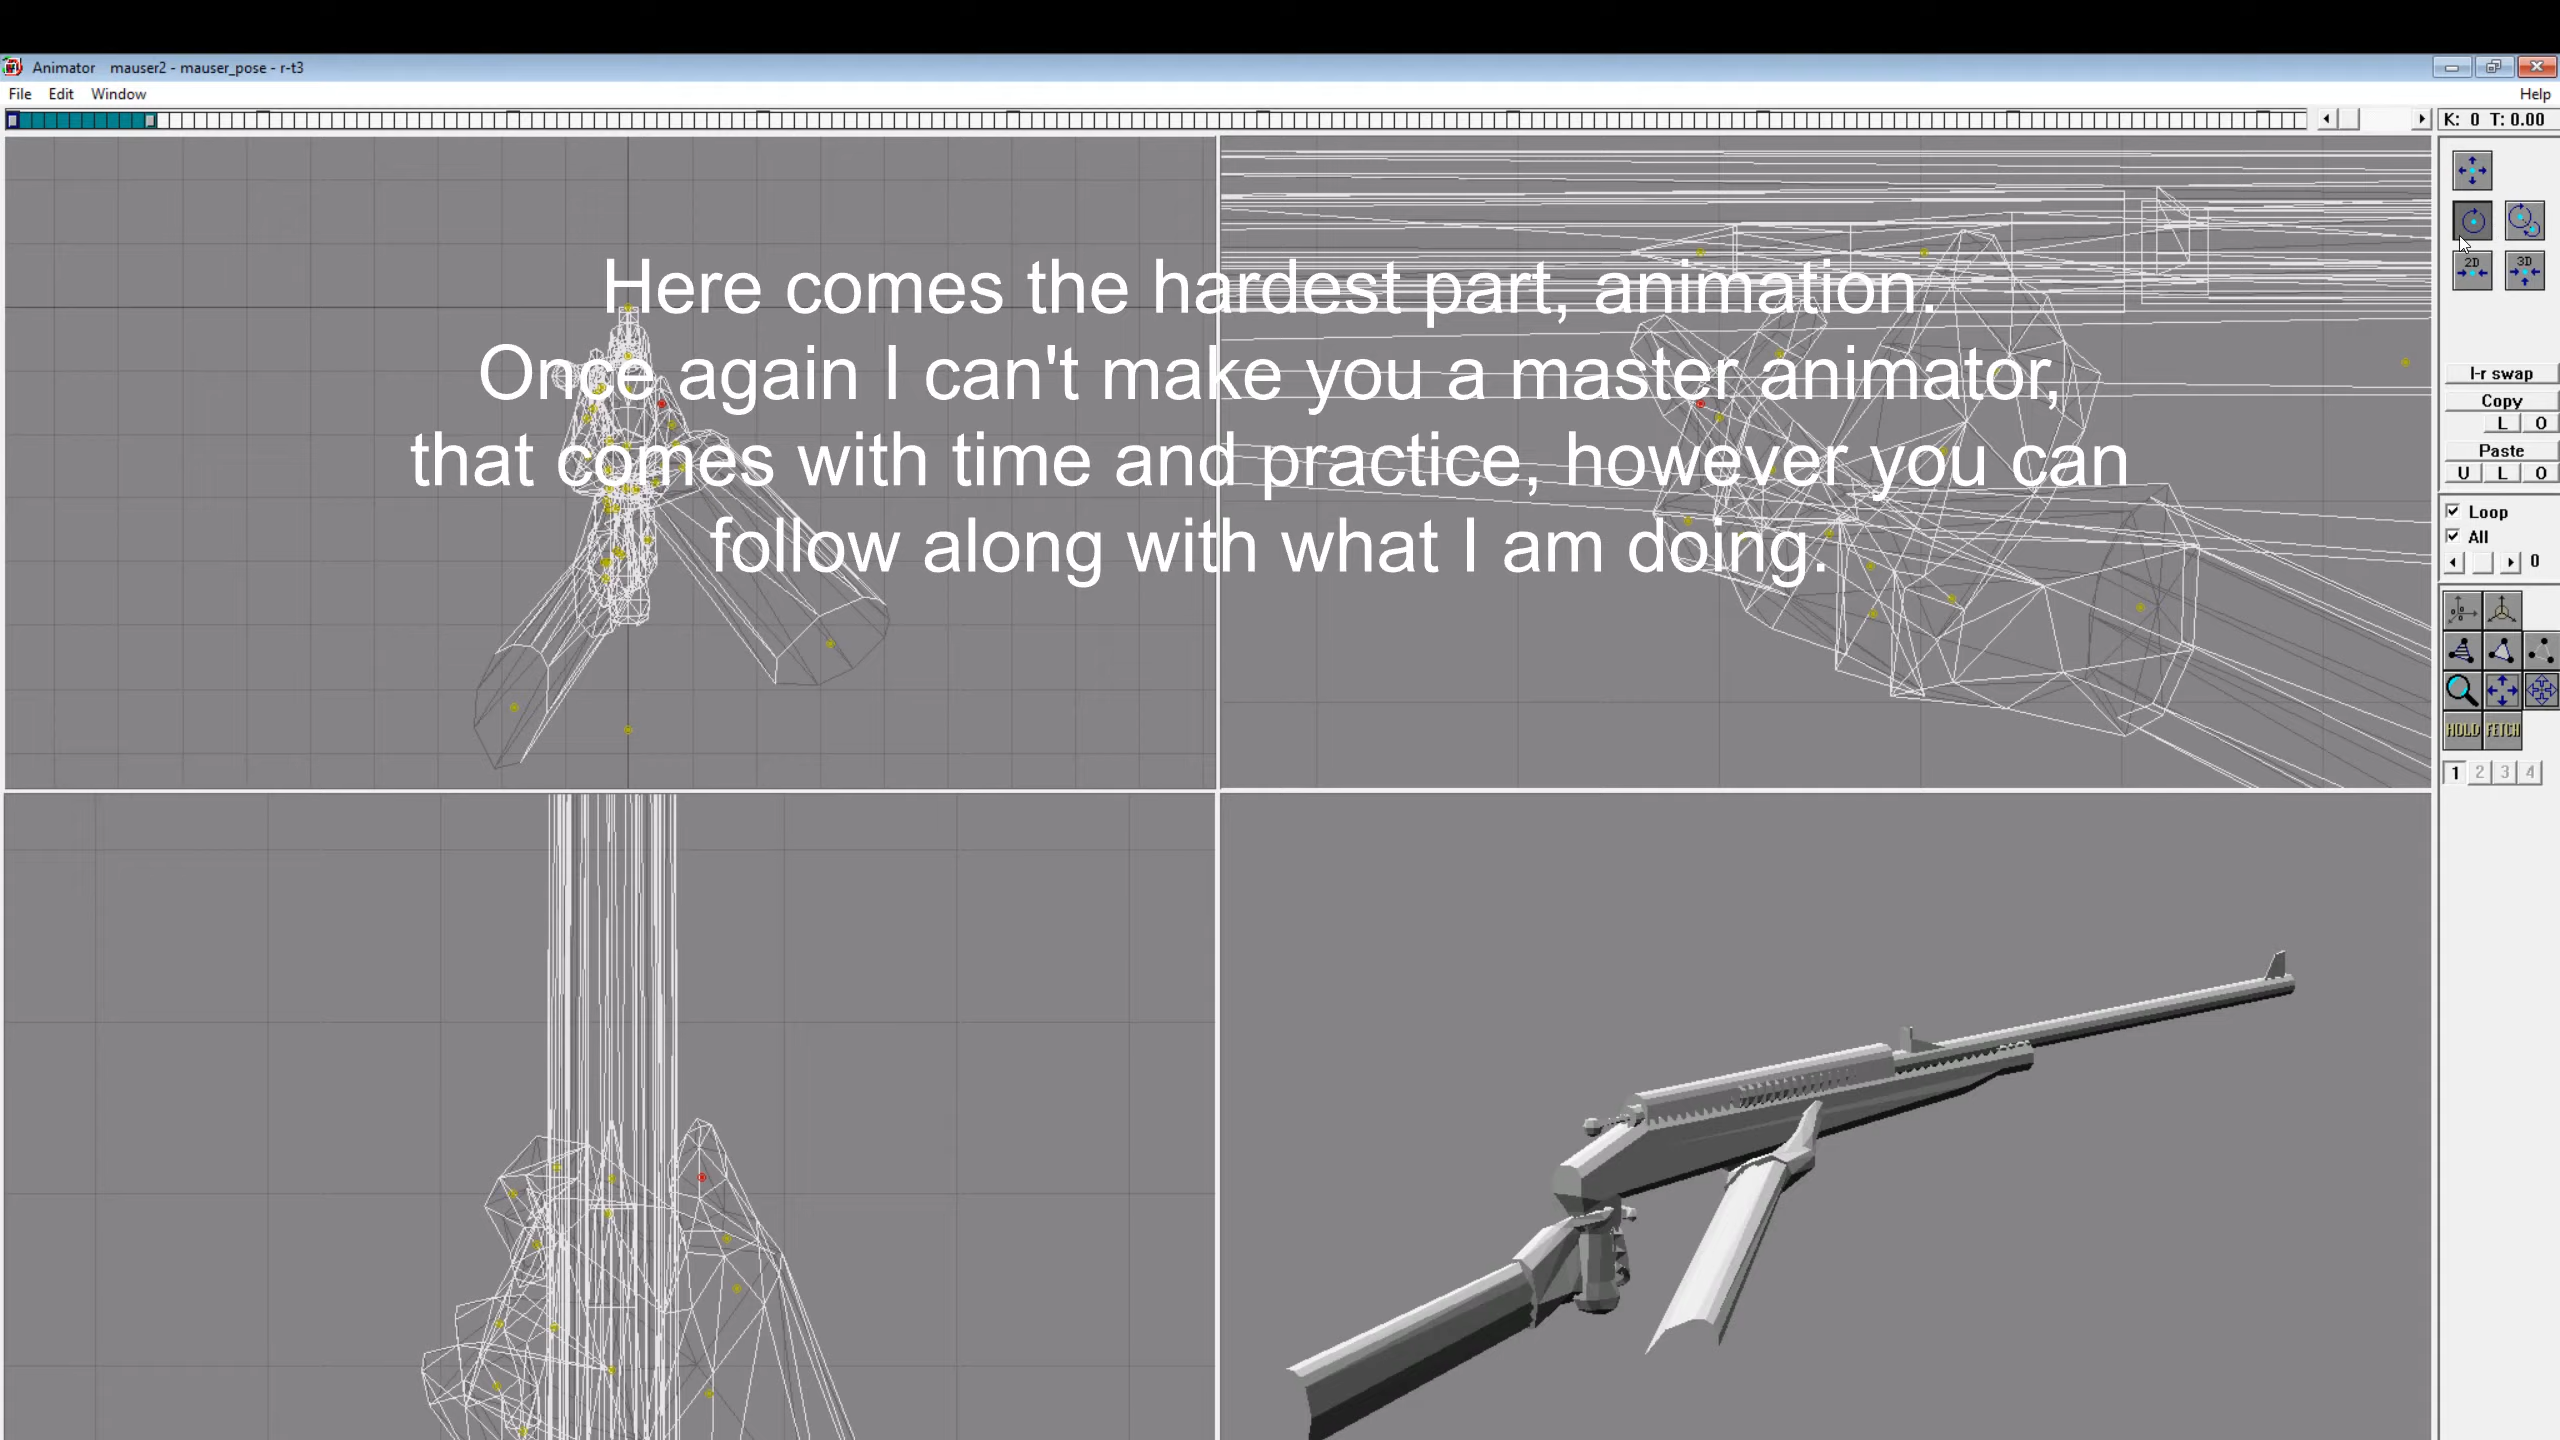 Animator mauser2 - mauser_pose - r-t3
File Edit Window Help
K: 0 T: 0.00
Here comes the hardest part, animation.
Once again I can't make you a master animator,
that comes with time and practice, however you can
follow along with what I am doing.
2D 3D
l-r swap
Copy
L O
Paste
U L O
Loop
All
0
HOLD FETCH
1 2 3 4